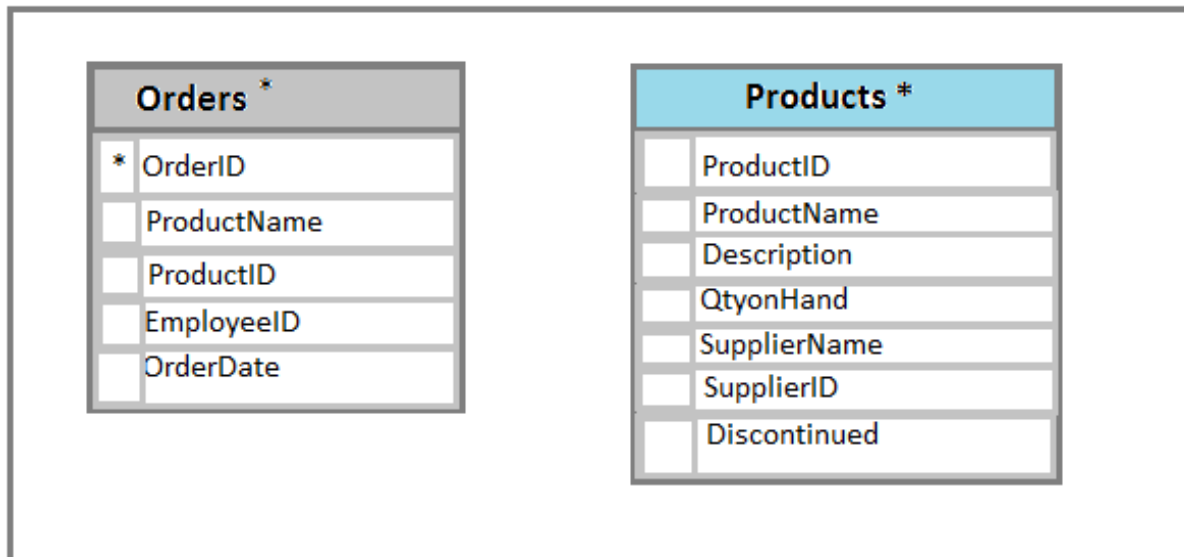 Orders *
* OrderID
ProductName
ProductID
EmployeeID
OrderDate
Products *
ProductID
ProductName
Description
QtyonHand
SupplierName
SupplierID
Discontinued